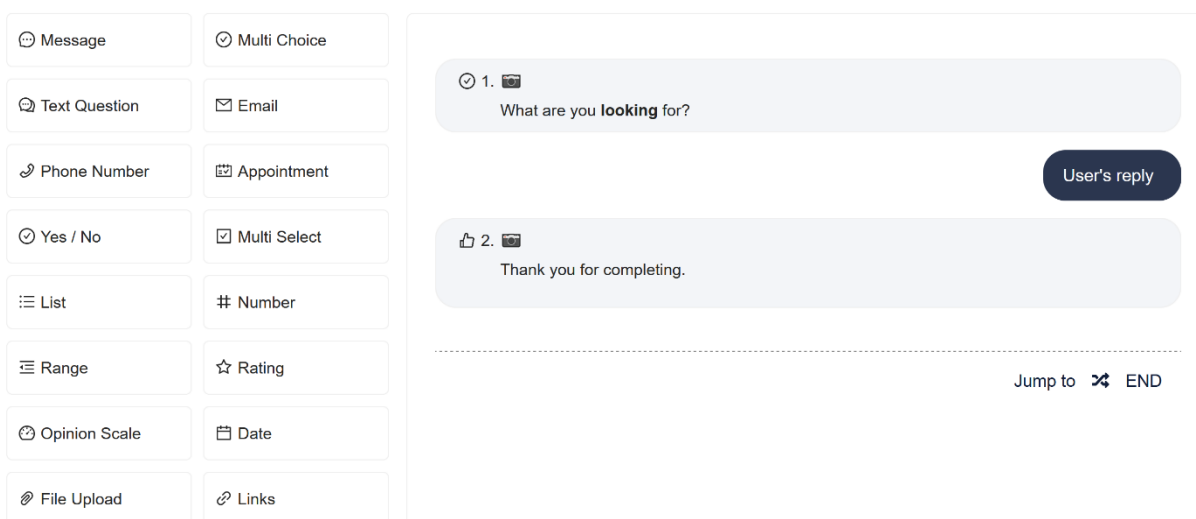 Message
Multi Choice
Text Question
Email
Phone Number
Appointment
Yes / No
Multi Select
List
Number
Range
Rating
Opinion Scale
Date
File Upload
Links
1.
What are you looking for?
User's reply
2.
Thank you for completing.
Jump to END